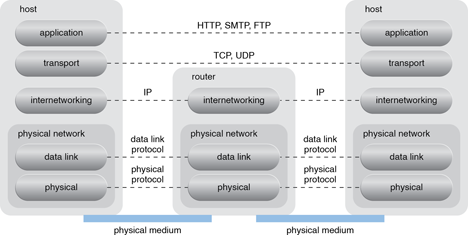 host
host
application
HTTP, SMTP, FTP
application
transport
TCP, UDP
transport
router
internetworking
IP
internetworking
IP
internetworking
physical network
data link
protocol
physical network
data link
protocol
physical network
data link
data link
data link
physical
protocol
physical
protocol
physical
physical
physical
physical medium
physical medium